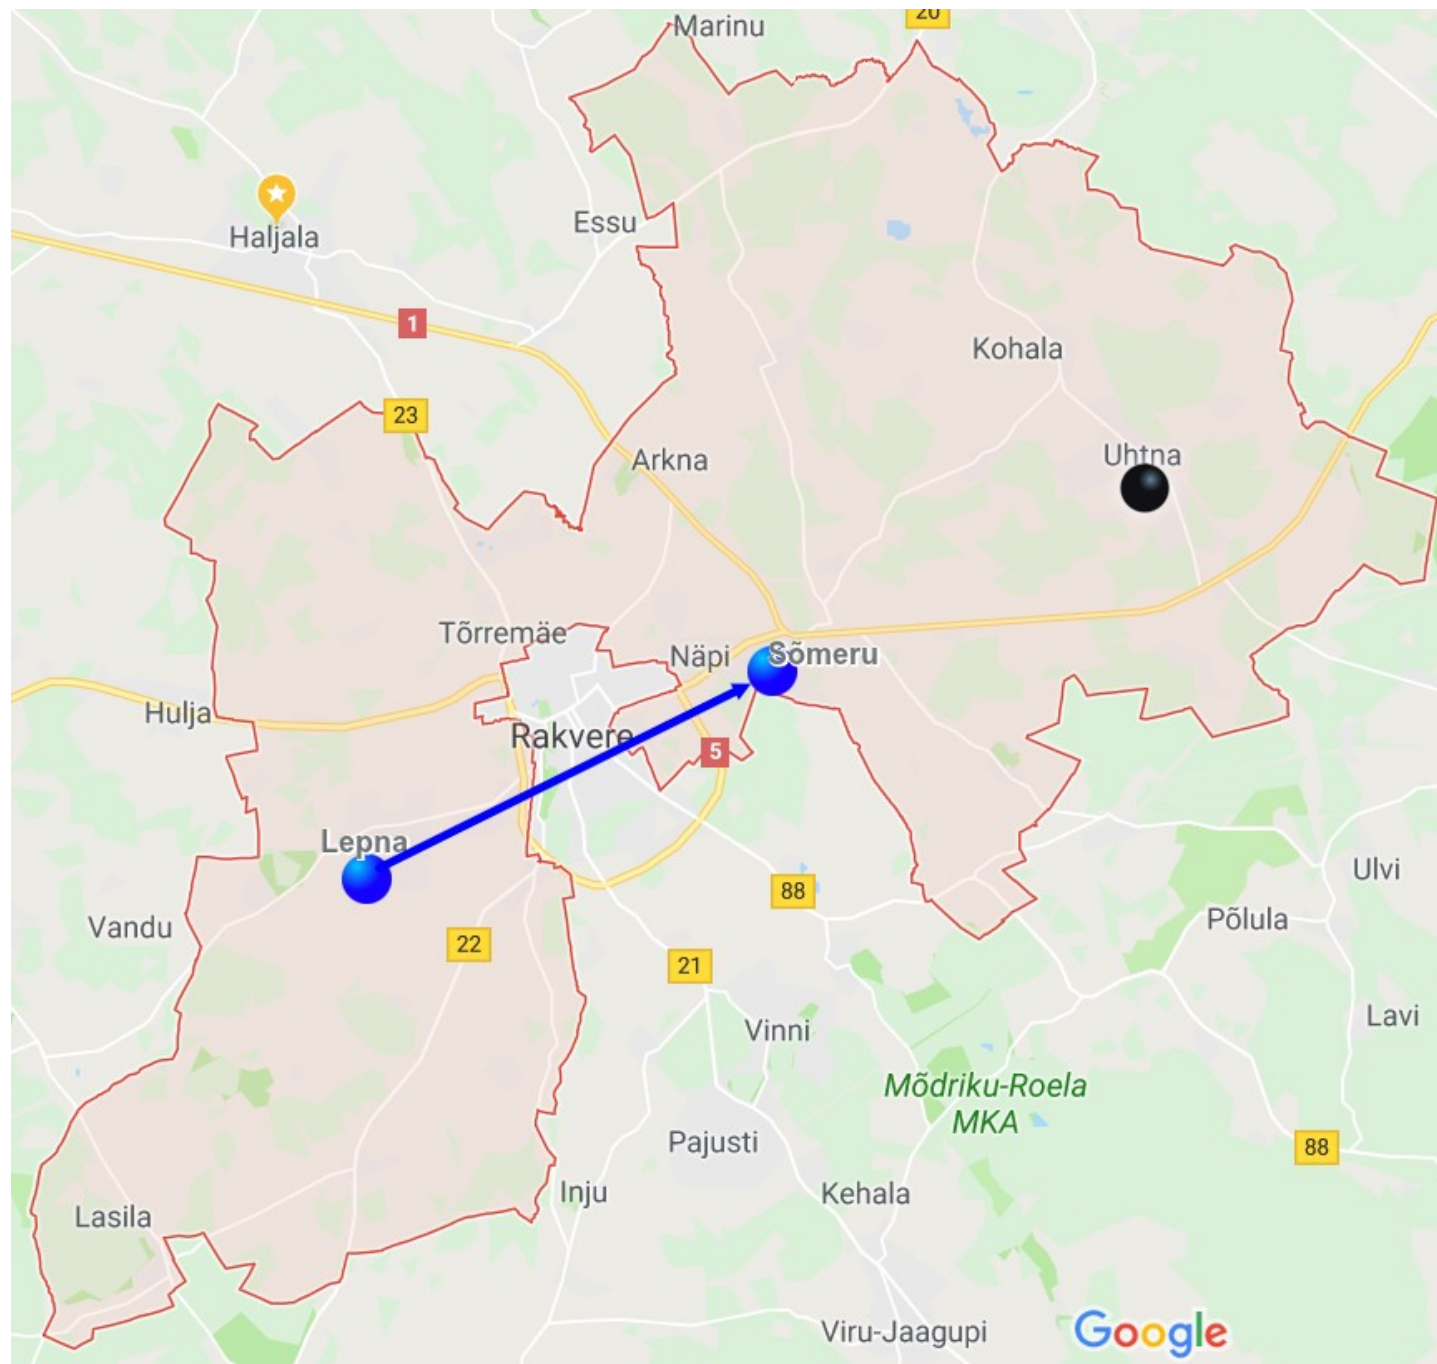 Marinu
20
Essu
Haljala
1
Kohala
23
Arkna
Uhtna
Tõrremäe
Näpi
Sõmeru
Hulja
Rakvere
5
Lepna
Ulvi
88
Põlula
Vandu
22
21
Lavi
Vinni
Mõdriku-Roela
MKA
Pajusti
88
Inju
Kehala
Lasila
Viru-Jaagupi
Google